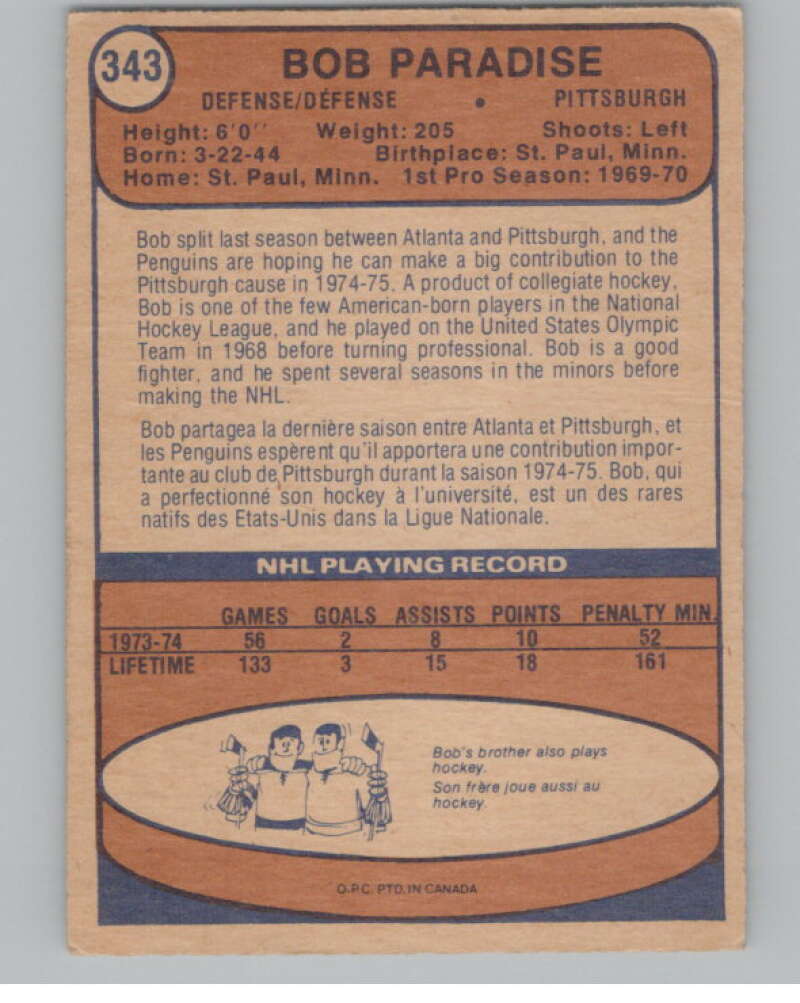 343
BOB PARADISE
DEFENSE/DÉFENSE • PITTSBURGH
Height: 6'0'' Weight: 205 Shoots: Left
Born: 3-22-44 Birthplace: St. Paul, Minn.
Home: St. Paul, Minn. 1st Pro Season: 1969-70
Bob split last season between Atlanta and Pittsburgh, and the
Penguins are hoping he can make a big contribution to the
Pittsburgh cause in 1974-75. A product of collegiate hockey,
Bob is one of the few American-born players in the National
Hockey League, and he played on the United States Olympic
Team in 1968 before turning professional. Bob is a good
fighter, and he spent several seasons in the minors before
making the NHL.
Bob partagea la dernière saison entre Atlanta et Pittsburgh, et
les Penguins espèrent qu'il apportera une contribution impor-
tante au club de Pittsburgh durant la saison 1974-75. Bob, qui
a perfectionné son hockey à l'université, est un des rares
natifs des Etats-Unis dans la Ligue Nationale.
NHL PLAYING RECORD
GAMES GOALS ASSISTS POINTS PENALTY MIN.
1973-74 56 2 8 10 52
LIFETIME 133 3 15 18 161
Bob's brother also plays
hockey.
Son frère joue aussi au
hockey.
O.P.C. PTD. IN CANADA